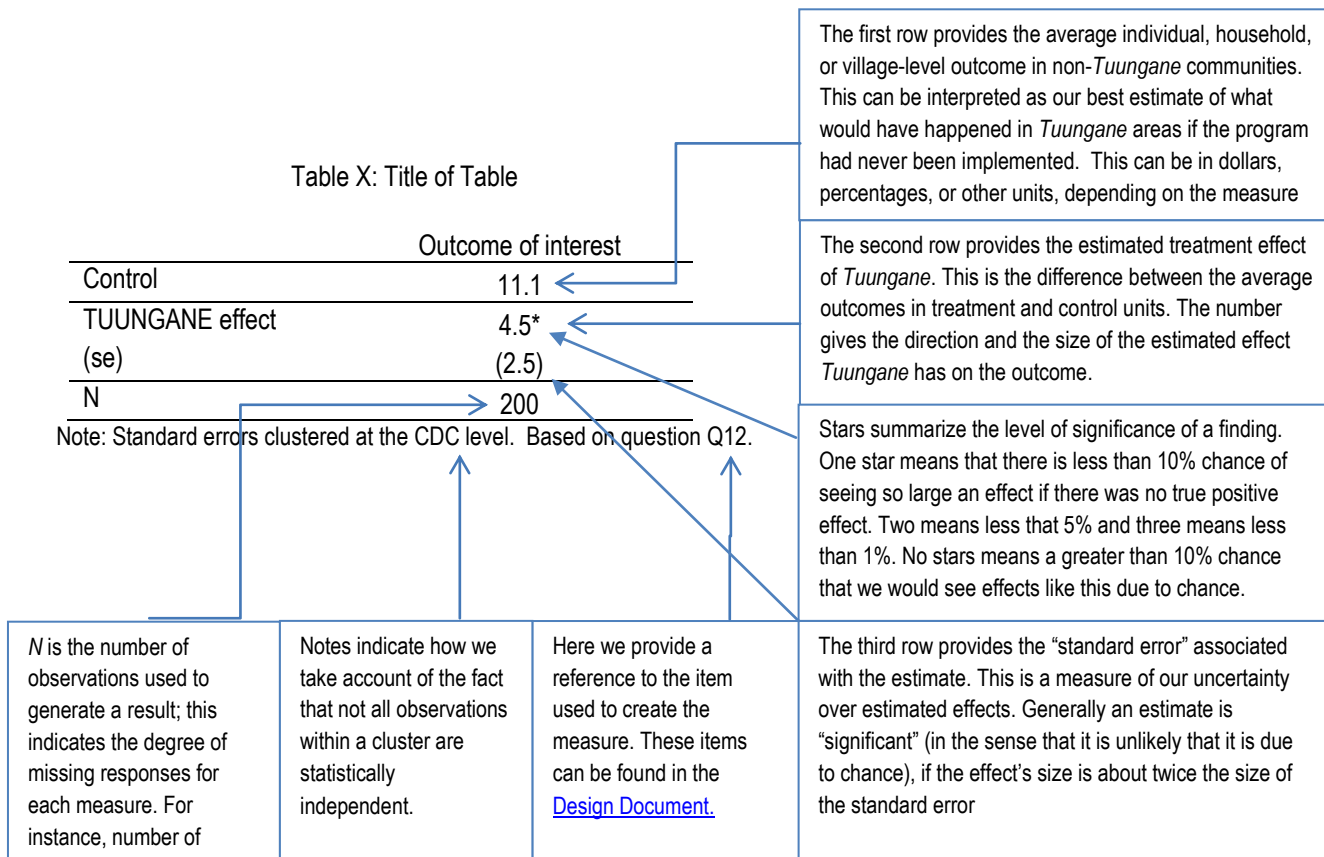 The first row provides the average individual, household,
or village-level outcome in non-Tuungane communities.
This can be interpreted as our best estimate of what
would have happened in Tuungane areas if the program
had never been implemented.  This can be in dollars,
percentages, or other units, depending on the measure
Table X: Title of Table
Outcome of interest
Control 11.1
TUUNGANE effect 4.5*
(se) (2.5)
N 200
Note: Standard errors clustered at the CDC level.  Based on question Q12.
The second row provides the estimated treatment effect
of Tuungane. This is the difference between the average
outcomes in treatment and control units. The number
gives the direction and the size of the estimated effect
Tuungane has on the outcome.
Stars summarize the level of significance of a finding.
One star means that there is less than 10% chance of
seeing so large an effect if there was no true positive
effect. Two means less that 5% and three means less
than 1%. No stars means a greater than 10% chance
that we would see effects like this due to chance.
N is the number of
observations used to
generate a result; this
indicates the degree of
missing responses for
each measure. For
instance, number of
Notes indicate how we
take account of the fact
that not all observations
within a cluster are
statistically
independent.
Here we provide a
reference to the item
used to create the
measure. These items
can be found in the
Design Document.
The third row provides the “standard error” associated
with the estimate. This is a measure of our uncertainty
over estimated effects. Generally an estimate is
“significant” (in the sense that it is unlikely that it is due
to chance), if the effect’s size is about twice the size of
the standard error